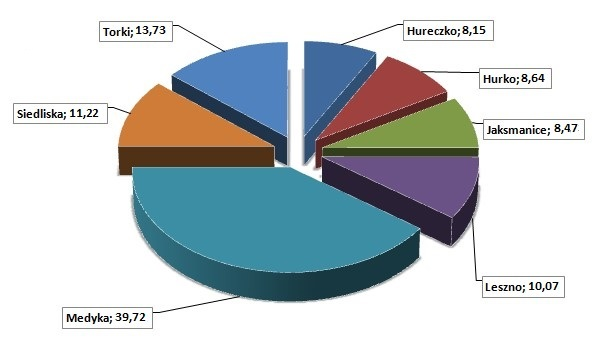 Torki; 13,73
Hureczko; 8,15
Hurko; 8,64
Siedliska; 11,22
Jaksmanice; 8,47
Leszno; 10,07
Medyka; 39,72